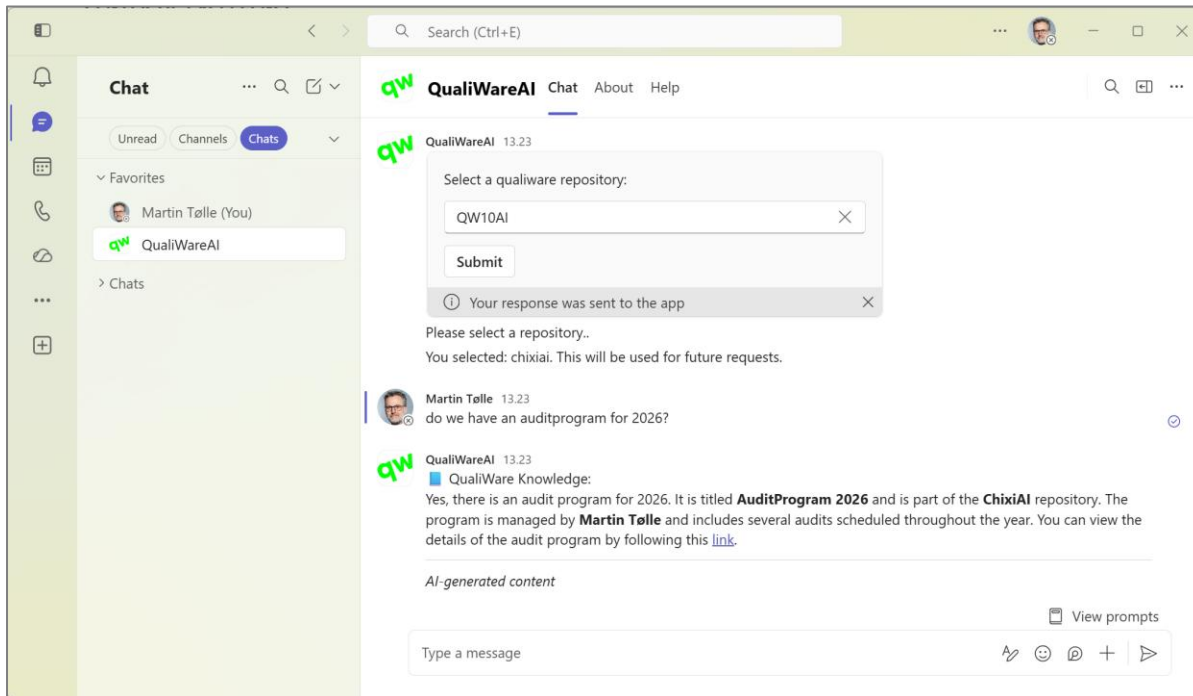 Search (Ctrl+E)
Chat
Unread
Channels
Chats
Favorites
Martin Tølle (You)
qw QualiWareAI
Chats
qw QualiWareAI Chat About Help
qw QualiWareAI 13.23
Select a qualiware repository:
QW10AI
Submit
Your response was sent to the app
Please select a repository..
You selected: chixiai. This will be used for future requests.
Martin Tølle 13.23
do we have an auditprogram for 2026?
qw QualiWareAI 13.23
QualiWare Knowledge:
Yes, there is an audit program for 2026. It is titled AuditProgram 2026 and is part of the ChixiAI repository. The
program is managed by Martin Tølle and includes several audits scheduled throughout the year. You can view the
details of the audit program by following this link.
AI-generated content
View prompts
Type a message